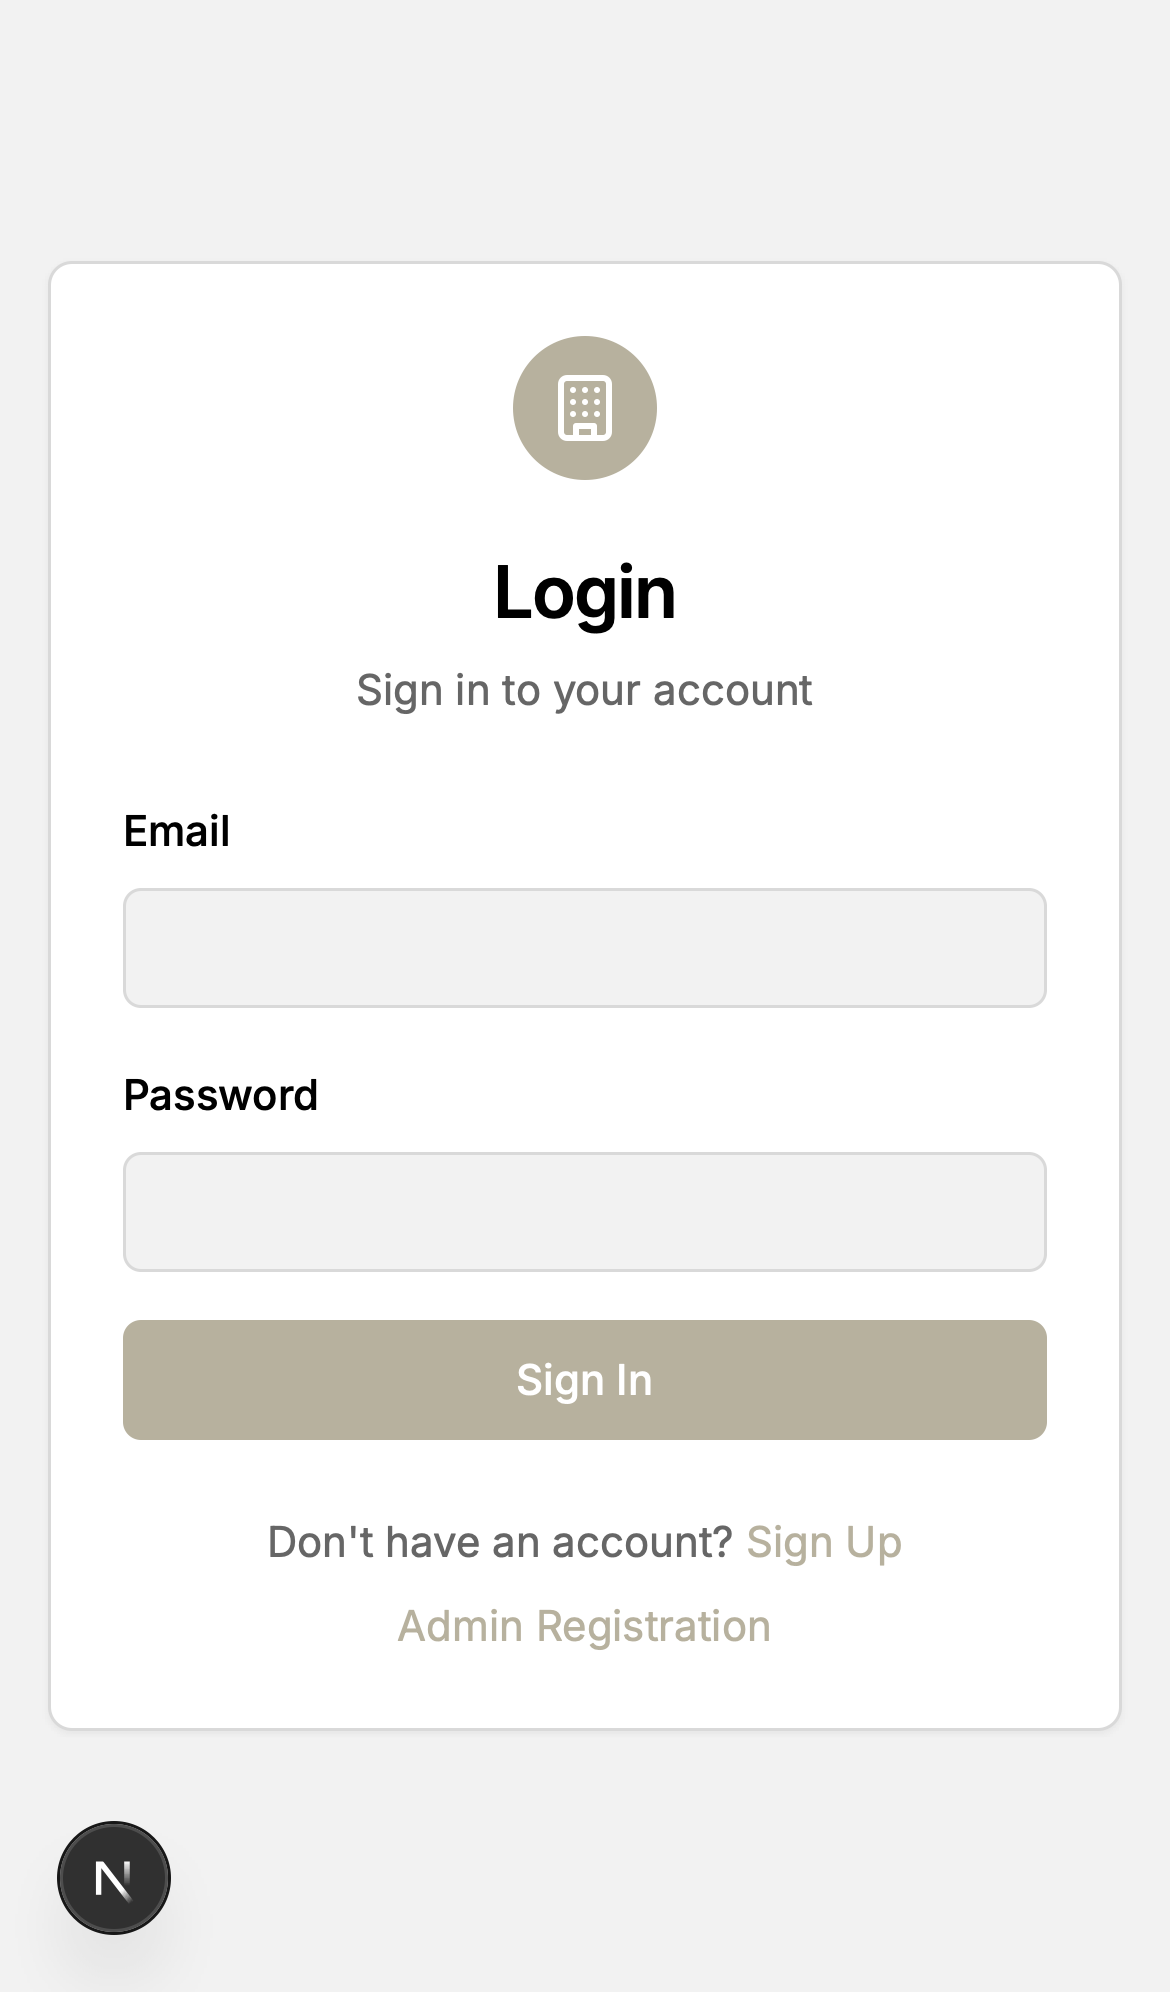 Login
Sign in to your account
Email
Password
Sign In
Don't have an account? Sign Up
Admin Registration
N